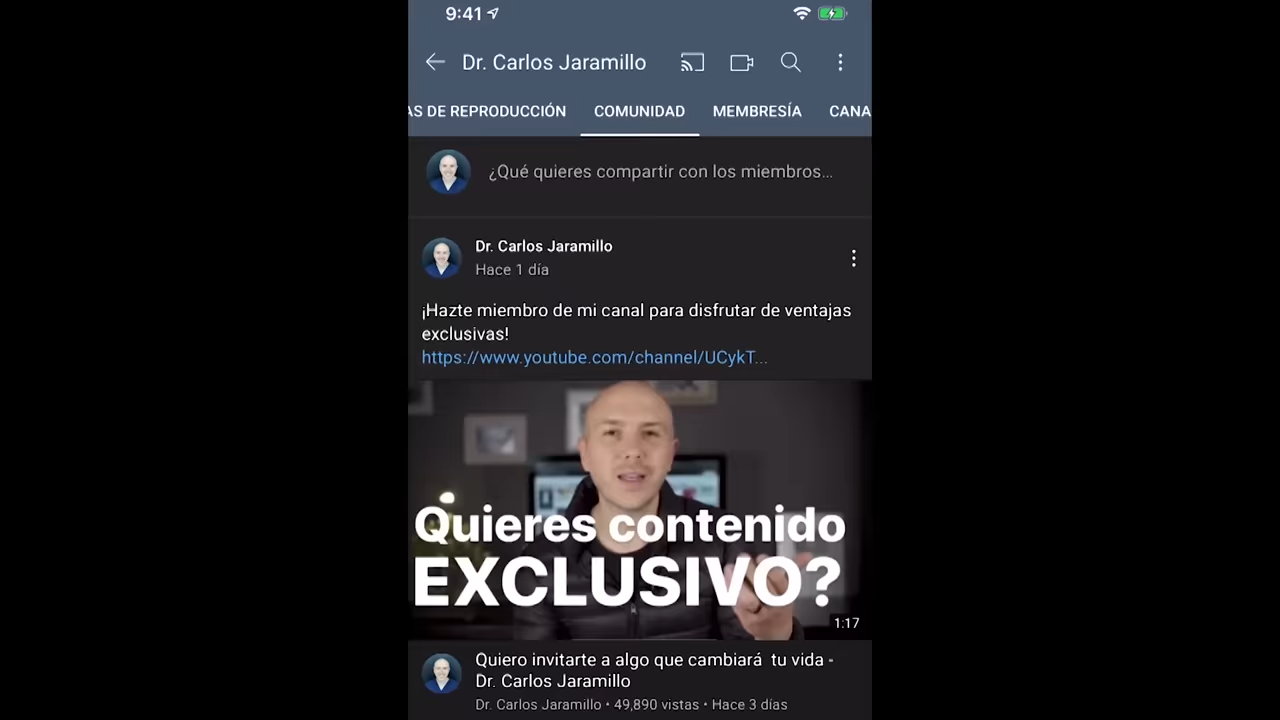 9:41
Dr. Carlos Jaramillo
AS DE REPRODUCCIÓN COMUNIDAD MEMBRESÍA CANA
¿Qué quieres compartir con los miembros...
Dr. Carlos Jaramillo
Hace 1 día
¡Hazte miembro de mi canal para disfrutar de ventajas
exclusivas!
https://www.youtube.com/channel/UCykT...
Quieres contenido
EXCLUSIVO?
1:17
Quiero invitarte a algo que cambiará tu vida -
Dr. Carlos Jaramillo
Dr. Carlos Jaramillo • 49,890 vistas • Hace 3 días